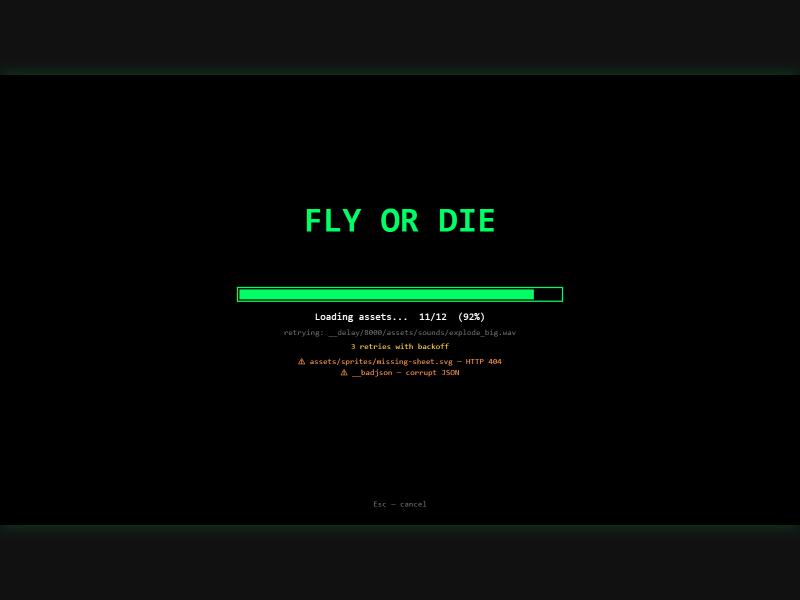 FLY OR DIE
Loading assets... 11/12 (92%)
retrying: __delay/8000/assets/sounds/explode_big.wav
3 retries with backoff
⚠ assets/sprites/missing-sheet.svg — HTTP 404
⚠ __badjson — corrupt JSON
Esc — cancel